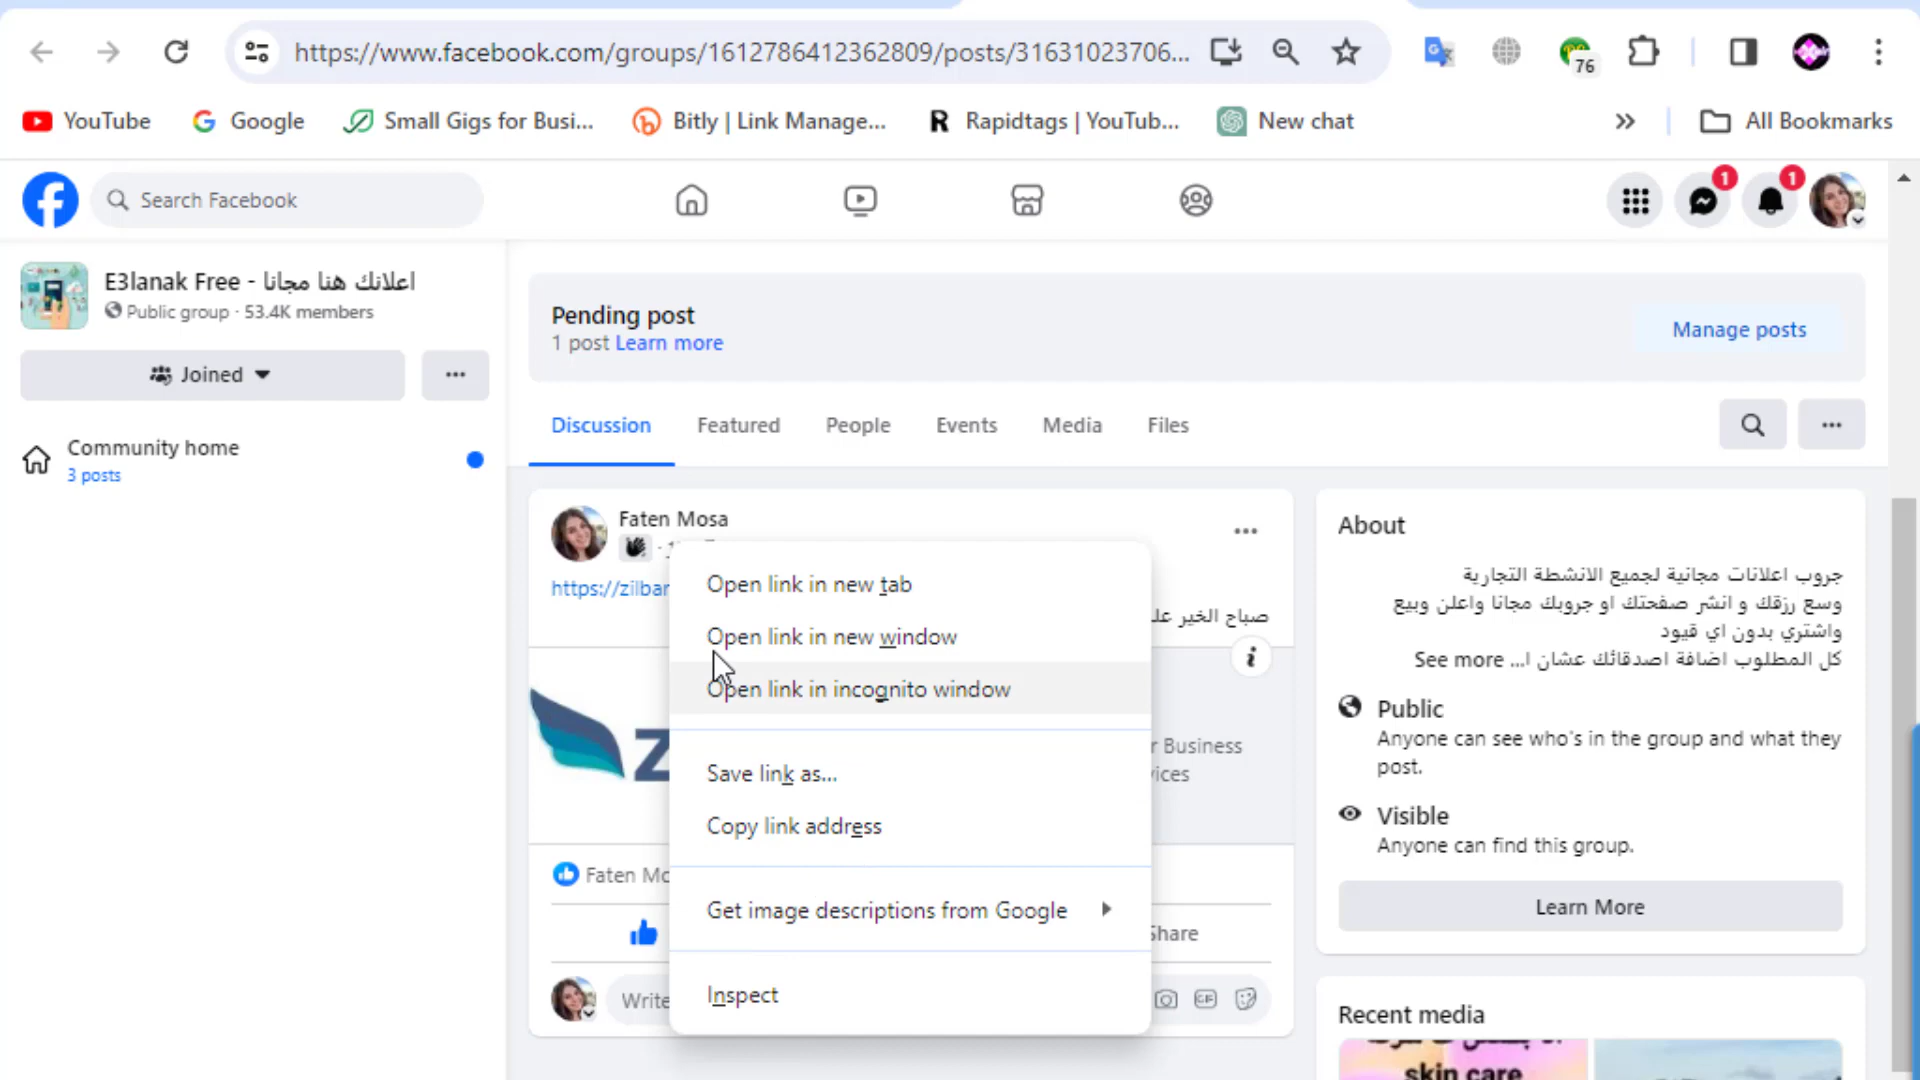 https://www.facebook.com/groups/1612786412362809/posts/31631023706...
76
YouTube
Google
Small Gigs for Busi...
Bitly | Link Manage...
Rapidtags | YouTub...
New chat
All Bookmarks
Search Facebook
1
1
E3lanak Free - اعلانك هنا مجانا
Public group · 53.4K members
Joined
Community home
3 posts
Pending post
1 post Learn more
Manage posts
Discussion
Featured
People
Events
Media
Files
Faten Mosa
https://zilbar
صباح الخير
Open link in new tab
Open link in new window
Open link in incognito window
Save link as...
Copy link address
Get image descriptions from Google
Inspect
Z
r Business
vices
Faten Mo
Share
Write
GIF
About
جروب اعلانات مجانية لجميع الانشطة التجارية
وسع رزقك و انشر صفحتك او جروبك مجانا واعلن وبيع
واشتري بدون اي قيود
كل المطلوب اضافة اصدقائك عشان ا... See more
Public
Anyone can see who's in the group and what they
post.
Visible
Anyone can find this group.
Learn More
Recent media
skin care